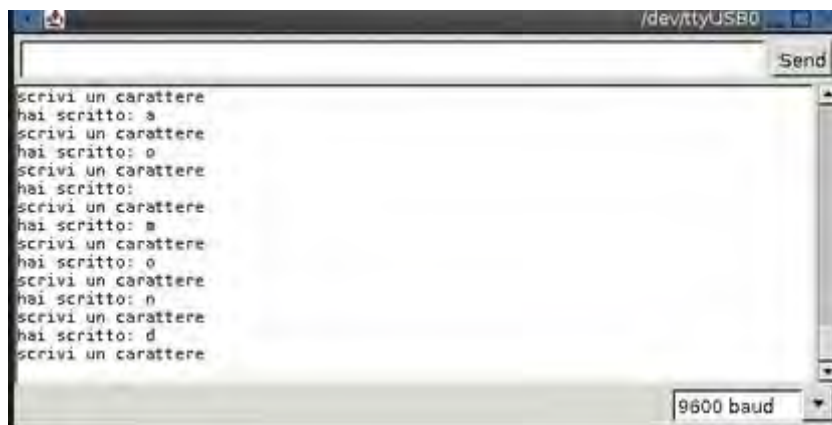 /dev/ttyUSB0
Send
scrivi un carattere
hai scritto: a
scrivi un carattere
hai scritto: o
scrivi un carattere
hai scritto:
scrivi un carattere
hai scritto: m
scrivi un carattere
hai scritto: o
scrivi un carattere
hai scritto: n
scrivi un carattere
hai scritto: d
scrivi un carattere
9600 baud